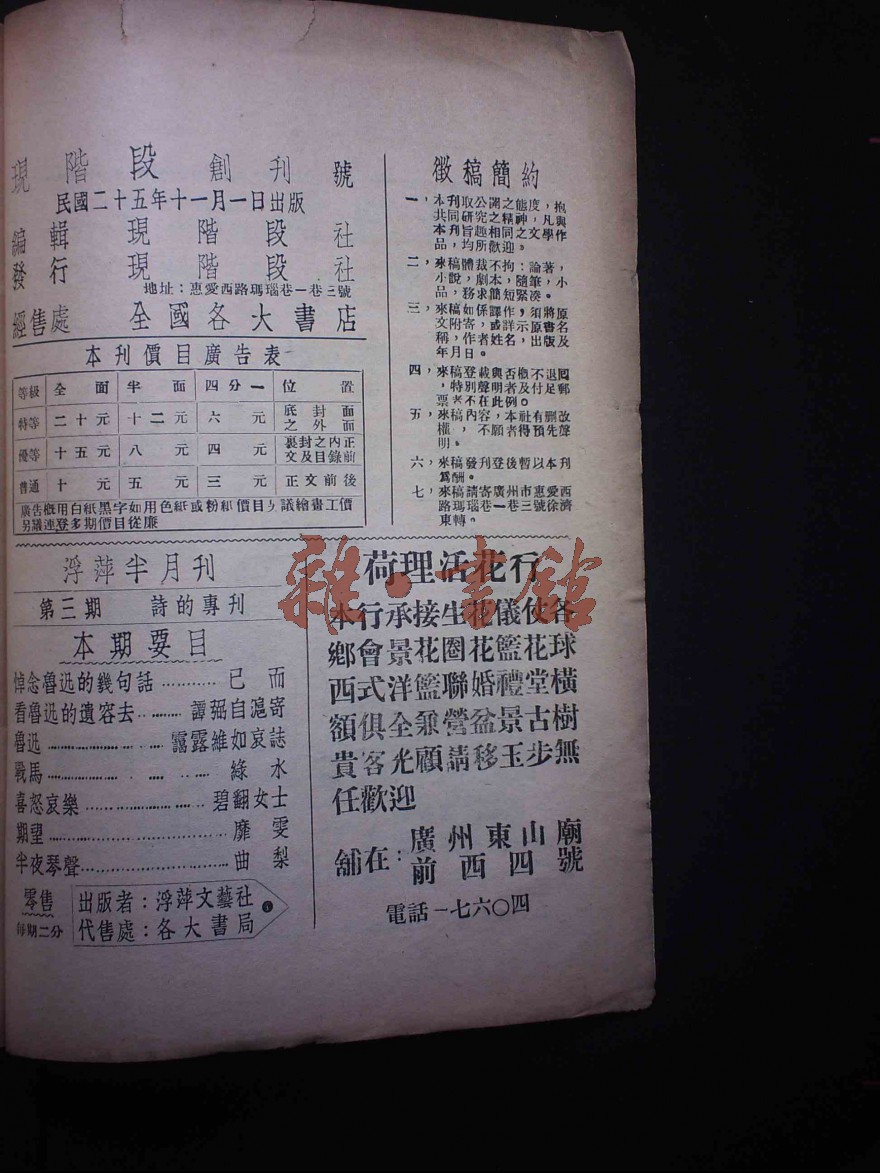 現階段創刊號
民國二十五年十一月一日出版
編輯 現階段社
發行 現階段社
地址：惠愛西路瑪瑙巷一巷三號
經售處 全國各大書店
本刊價目廣告表
等級 全面 半面 四分一 位置
特等 二十元 十二元 六元 底封面之外面
優等 十五元 八元 四元 裏封之內正文及目錄前
普通 十元 五元 三元 正文前後
廣告概用白紙黑字如用色紙或粉紙價目另議繪畫工價
另議連登多期價目從廉
徵稿簡約
一，本刊取公開之態度，抱
共同研究之精神，凡與
本刊旨趣相同之文學作
品，均所歡迎。
二，來稿體裁不拘：論著，
小說，劇本，隨筆，小
品，務求簡短緊湊。
三，來稿如係譯作，須將原
文附寄，或詳示原書名
稱，作者姓名，出版及
年月日。
四，來稿登載與否概不退囘
，特別聲明者及付足郵
票者不在此例。
五，來稿內容，本社有刪改
權，不願者得預先聲
明。
六，來稿發刊登後暫以本刊
爲酬。
七，來稿請寄廣州市惠愛西
路瑪瑙巷一巷三號徐濟
東轉。
浮萍半月刊
第三期 詩的專刊
本期要目
悼念魯迅的幾句話…………已而
看魯迅的遺容去…………譚弼自滬寄
魯迅…………靄露維如哀誌
戰馬…………綠水
喜怒哀樂…………碧翻女士
期望…………靡雯
半夜琴聲…………曲梨
零售
每期二分
出版者：浮萍文藝社
代售處：各大書局
荷理活花行
本行承接生花儀仗各
鄉會景花圈花籃花球
西式洋籃聯婚禮堂橫
額俱全兼營盆景古樹
貴客光顧請移玉步無
任歡迎
舖在：廣州東山廟
前西四號
電話一七六〇四
雜·書館